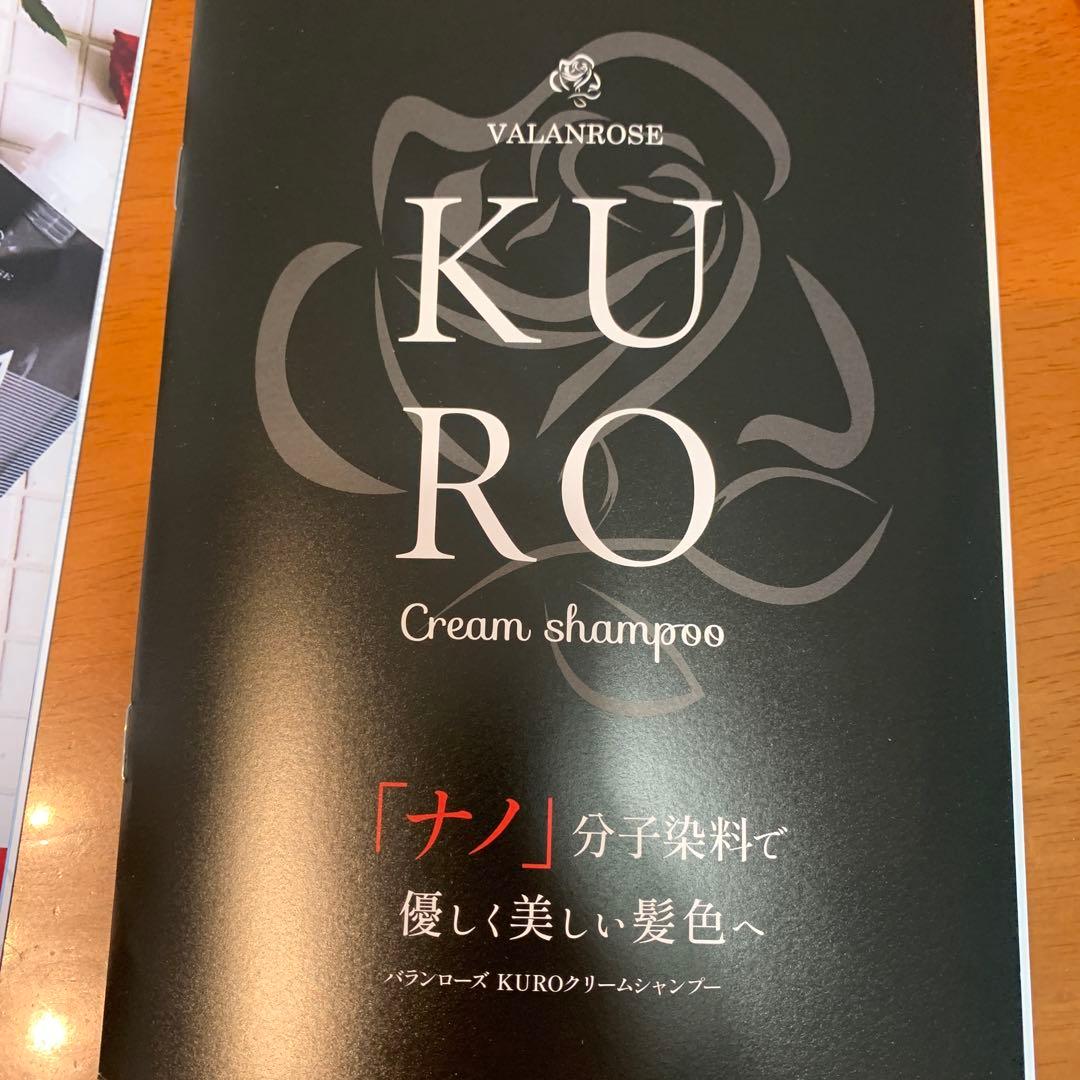 VALANROSE
KU
RO
Cream shampoo
「ナノ」分子染料で
優しく美しい髪色へ
バランローズ KUROクリームシャンプー